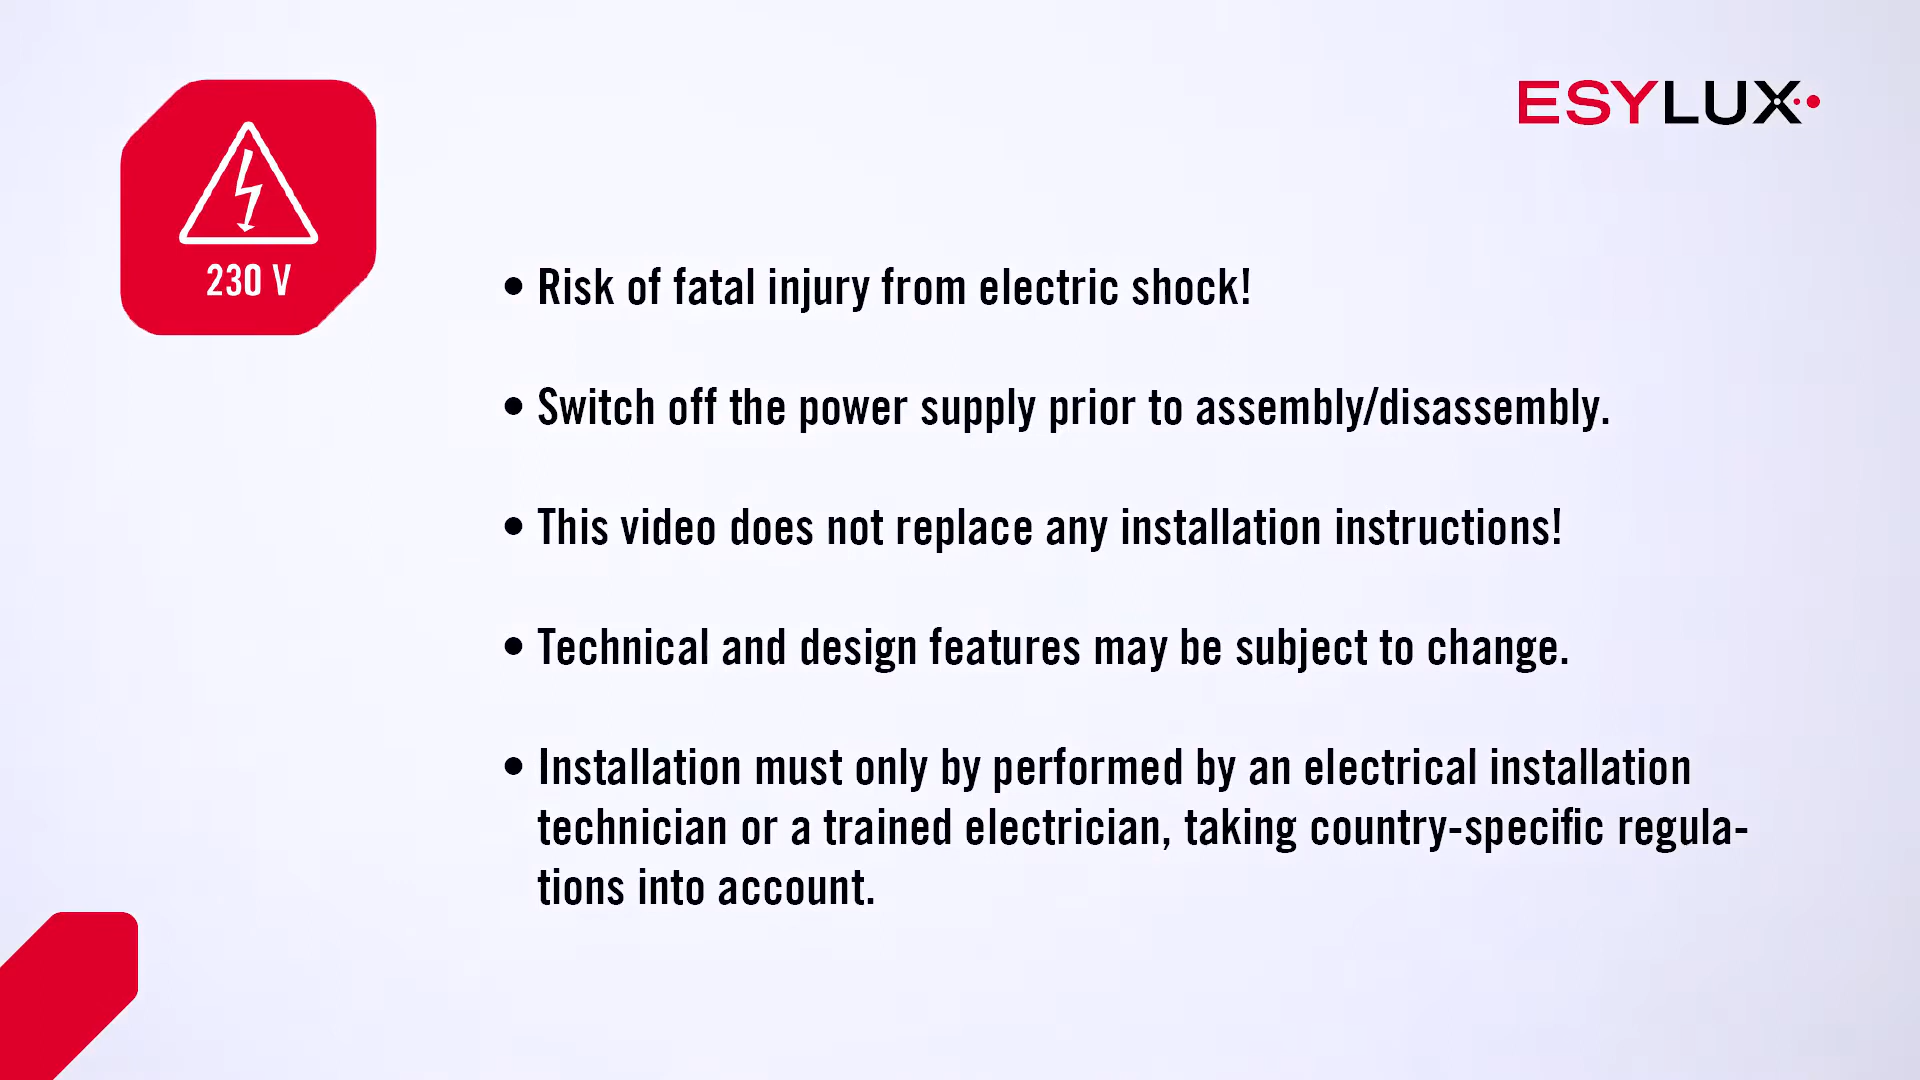 ESYLUX
230 V
• Risk of fatal injury from electric shock!
• Switch off the power supply prior to assembly/disassembly.
• This video does not replace any installation instructions!
• Technical and design features may be subject to change.
• Installation must only by performed by an electrical installation
technician or a trained electrician, taking country-specific regula-
tions into account.